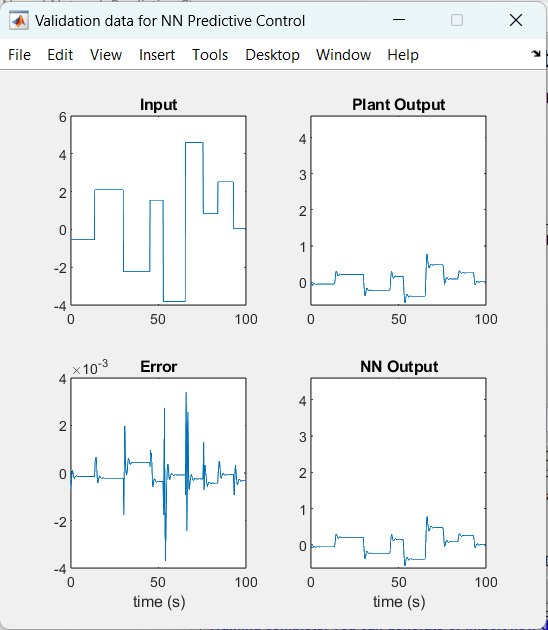 Validation data for NN Predictive Control
File Edit View Insert Tools Desktop Window Help
Input
6
4
2
0
-2
-4
0 50 100
Plant Output
4
3
2
1
0
0 50 100
Error
×10-3
4
2
0
-2
-4
0 50 100
time (s)
NN Output
4
3
2
1
0
0 50 100
time (s)